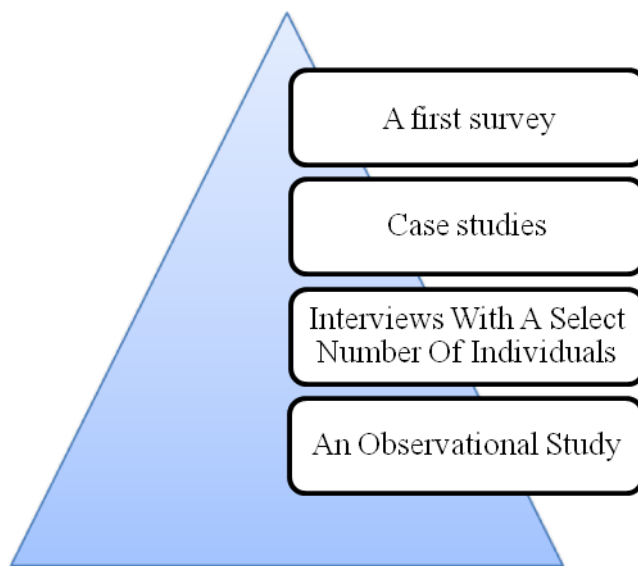 A first survey
Case studies
Interviews With A Select
Number Of Individuals
An Observational Study